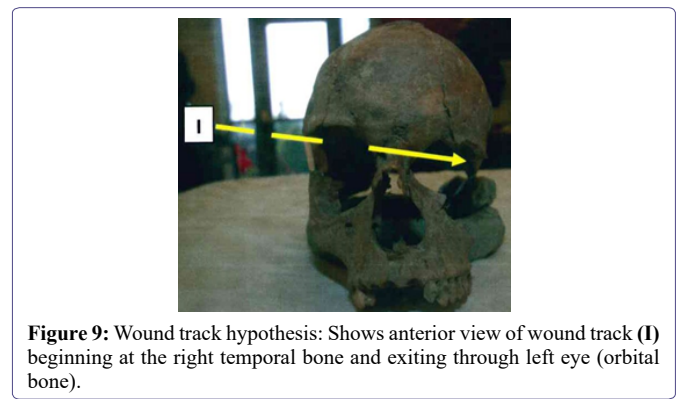 I
Figure 9: Wound track hypothesis: Shows anterior view of wound track (I)
beginning at the right temporal bone and exiting through left eye (orbital
bone).